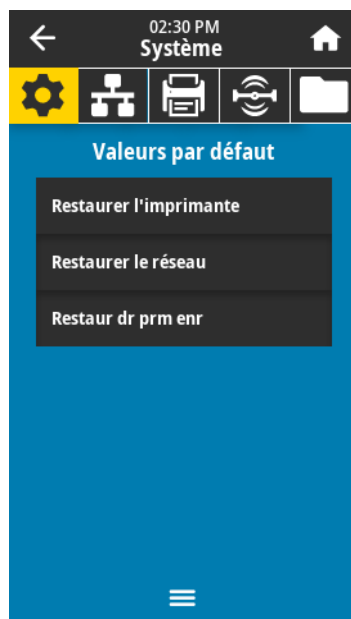 02:30 PM
Système
Valeurs par défaut
Restaurer l'imprimante
Restaurer le réseau
Restaur dr prm enr